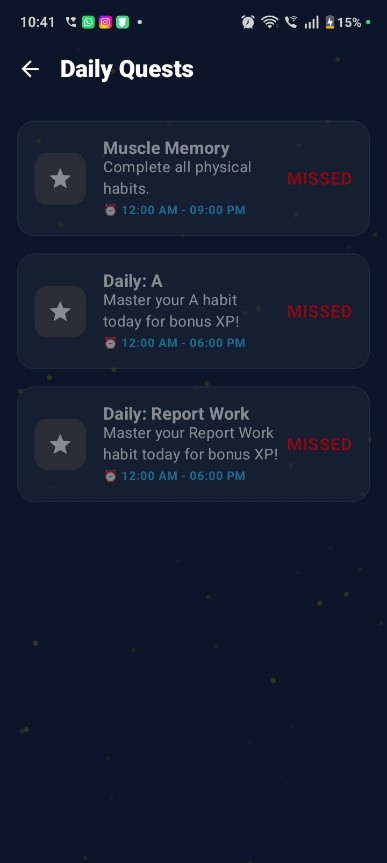 10:41
15%
Daily Quests
Muscle Memory
Complete all physical
habits.
MISSED
⏰ 12:00 AM - 09:00 PM
Daily: A
Master your A habit
today for bonus XP!
MISSED
⏰ 12:00 AM - 06:00 PM
Daily: Report Work
Master your Report Work
habit today for bonus XP!
MISSED
⏰ 12:00 AM - 06:00 PM